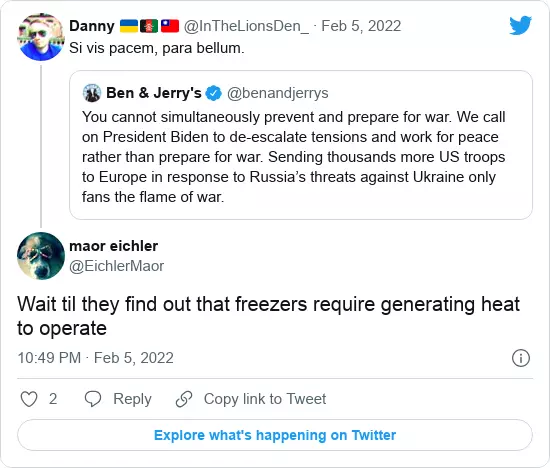 Danny 🇺🇦🇦🇫🇹🇼 @InTheLionsDen_ · Feb 5, 2022
Si vis pacem, para bellum.
Ben & Jerry's @benandjerrys
You cannot simultaneously prevent and prepare for war. We call
on President Biden to de-escalate tensions and work for peace
rather than prepare for war. Sending thousands more US troops
to Europe in response to Russia’s threats against Ukraine only
fans the flame of war.
maor eichler
@EichlerMaor
Wait til they find out that freezers require generating heat
to operate
10:49 PM · Feb 5, 2022
2 Reply Copy link to Tweet
Explore what's happening on Twitter